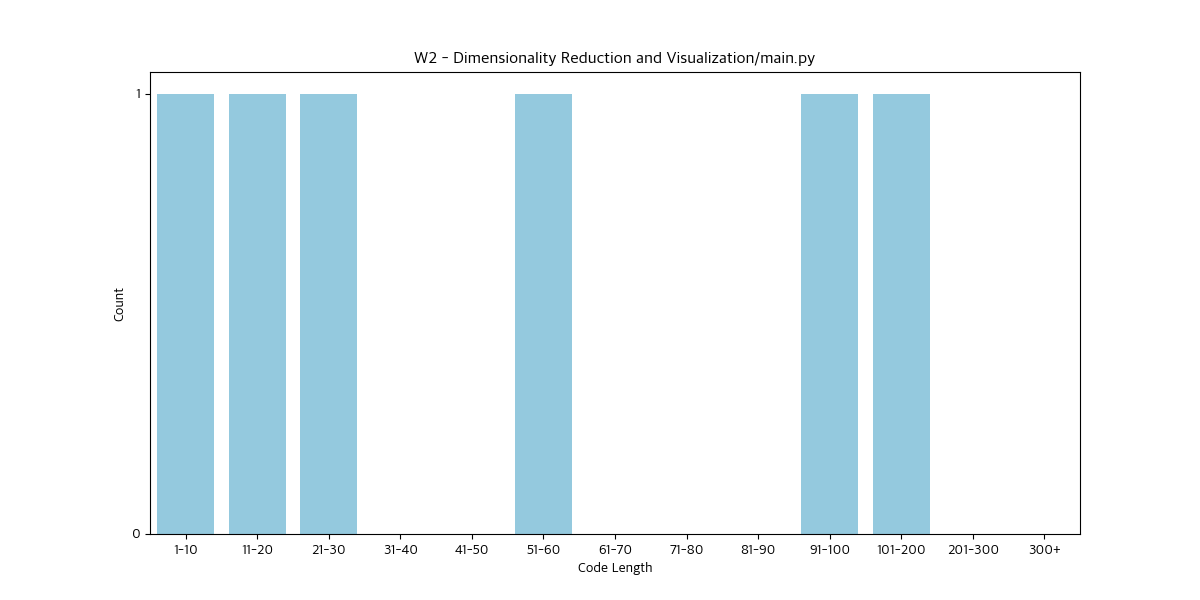 W2 - Dimensionality Reduction and Visualization/main.py
1
Count
0
1-10 11-20 21-30 31-40 41-50 51-60 61-70 71-80 81-90 91-100 101-200 201-300 300+
Code Length